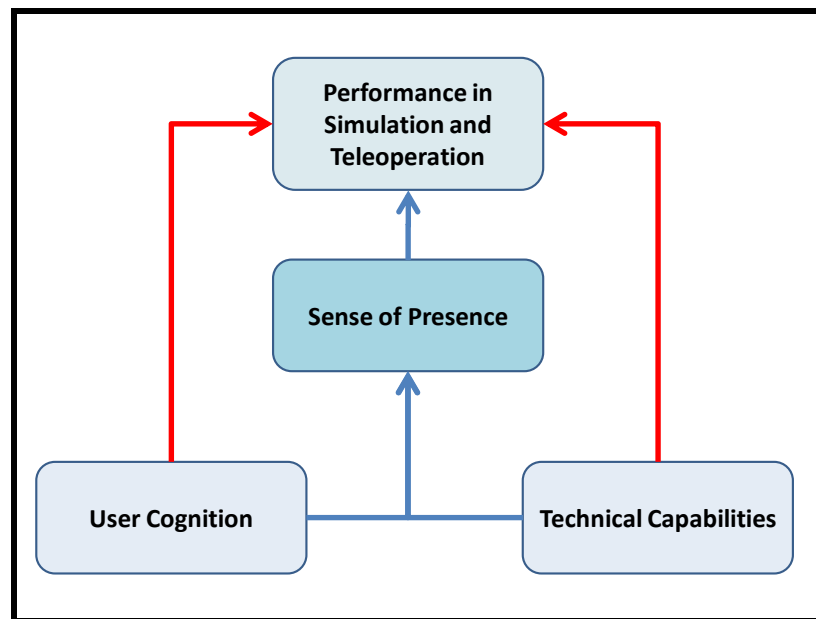 Performance in
Simulation and
Teleoperation
Sense of Presence
User Cognition
Technical Capabilities